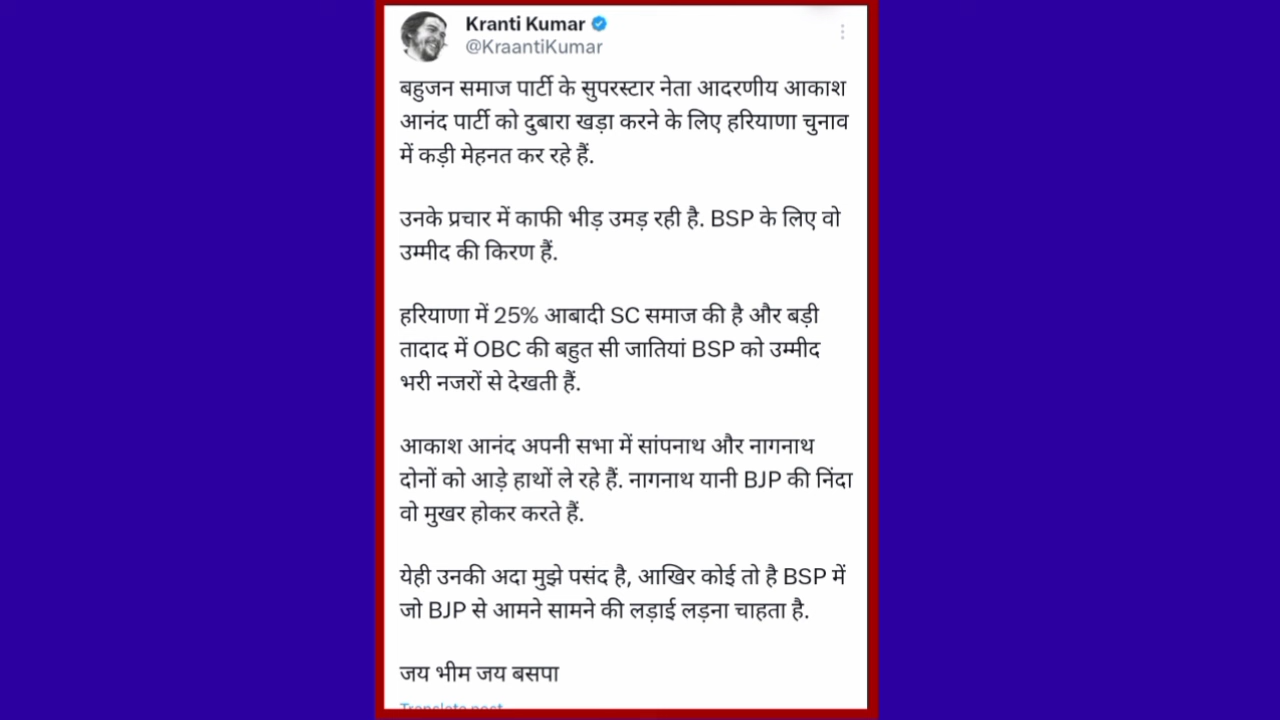 Kranti Kumar
@KraantiKumar
बहुजन समाज पार्टी के सुपरस्टार नेता आदरणीय आकाश
आनंद पार्टी को दुबारा खड़ा करने के लिए हरियाणा चुनाव
में कड़ी मेहनत कर रहे हैं.
उनके प्रचार में काफी भीड़ उमड़ रही है. BSP के लिए वो
उम्मीद की किरण हैं.
हरियाणा में 25% आबादी SC समाज की है और बड़ी
तादाद में OBC की बहुत सी जातियां BSP को उम्मीद
भरी नजरों से देखती हैं.
आकाश आनंद अपनी सभा में सांपनाथ और नागनाथ
दोनों को आड़े हाथों ले रहे हैं. नागनाथ यानी BJP की निंदा
वो मुखर होकर करते हैं.
येही उनकी अदा मुझे पसंद है, आखिर कोई तो है BSP में
जो BJP से आमने सामने की लड़ाई लड़ना चाहता है.
जय भीम जय बसपा
Translate post